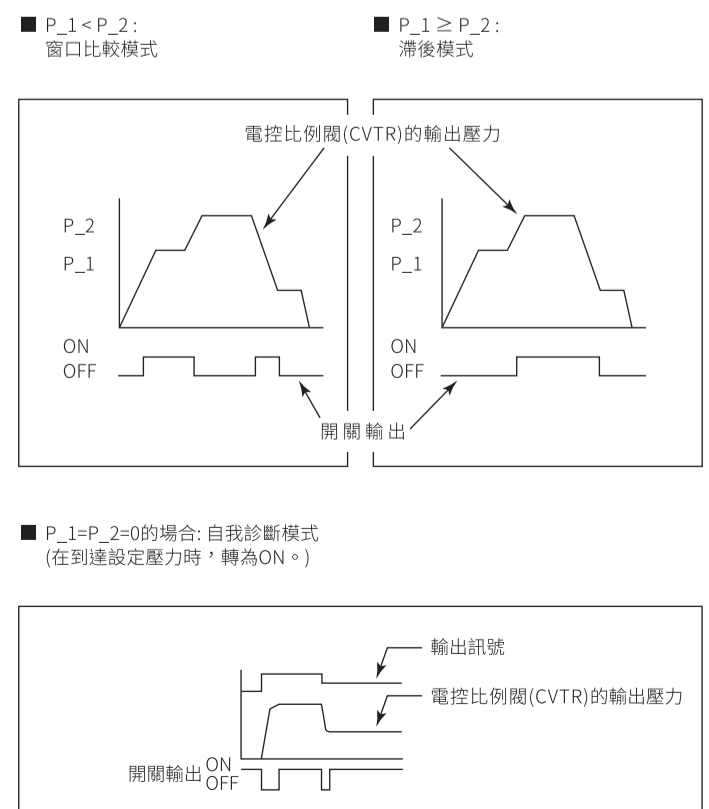 ■ P_1 < P_2 :
窗口比較模式
■ P_1 ≥ P_2 :
滯後模式
電控比例閥(CVTR)的輸出壓力
P_2
P_1
ON
OFF
P_2
P_1
ON
OFF
開關輸出
■ P_1=P_2=0的場合: 自我診斷模式
(在到達設定壓力時，轉為ON。)
輸出訊號
電控比例閥(CVTR)的輸出壓力
開關輸出 ON
OFF